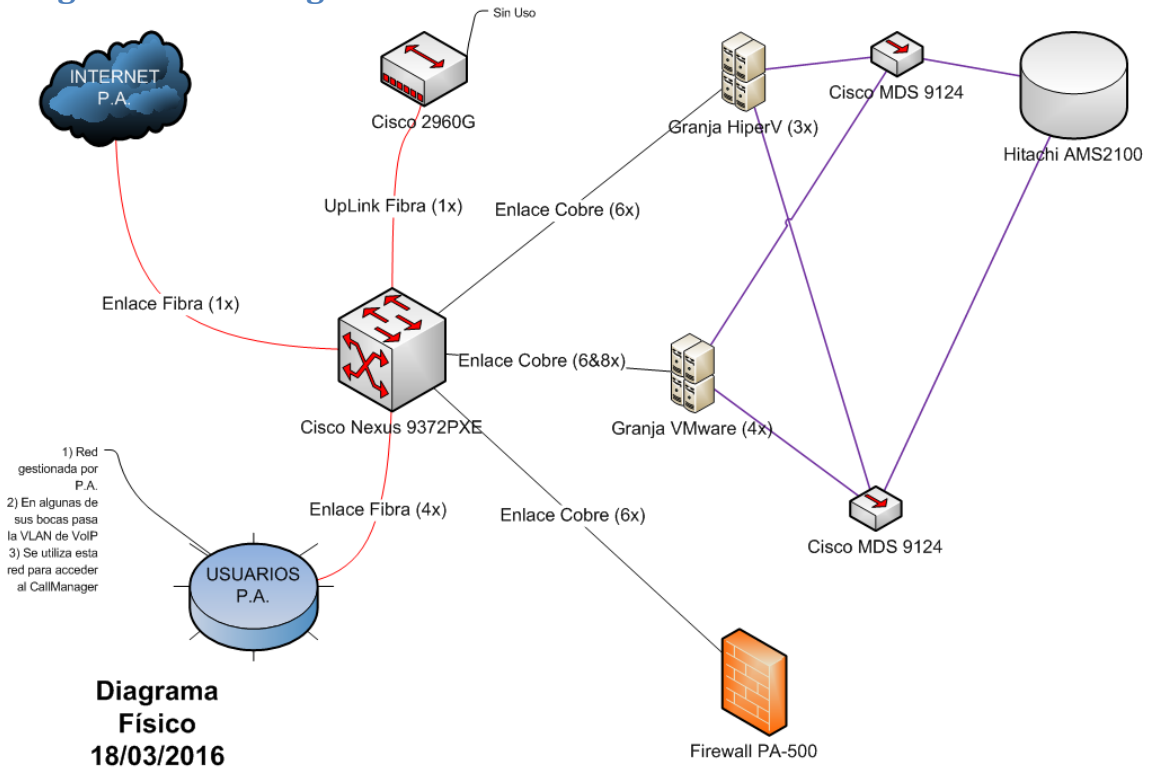 Sin Uso
INTERNET
P.A.
Cisco 2960G
Cisco MDS 9124
Granja HiperV (3x)
Hitachi AMS2100
UpLink Fibra (1x)
Enlace Cobre (6x)
Enlace Fibra (1x)
Enlace Cobre (6&8x)
Cisco Nexus 9372PXE
Granja VMware (4x)
1) Red
gestionada por
P.A.
2) En algunas de
sus bocas pasa
la VLAN de VoIP
3) Se utiliza esta
red para acceder
al CallManager
Enlace Fibra (4x)
Enlace Cobre (6x)
Cisco MDS 9124
USUARIOS
P.A.
Diagrama
Físico
18/03/2016
Firewall PA-500